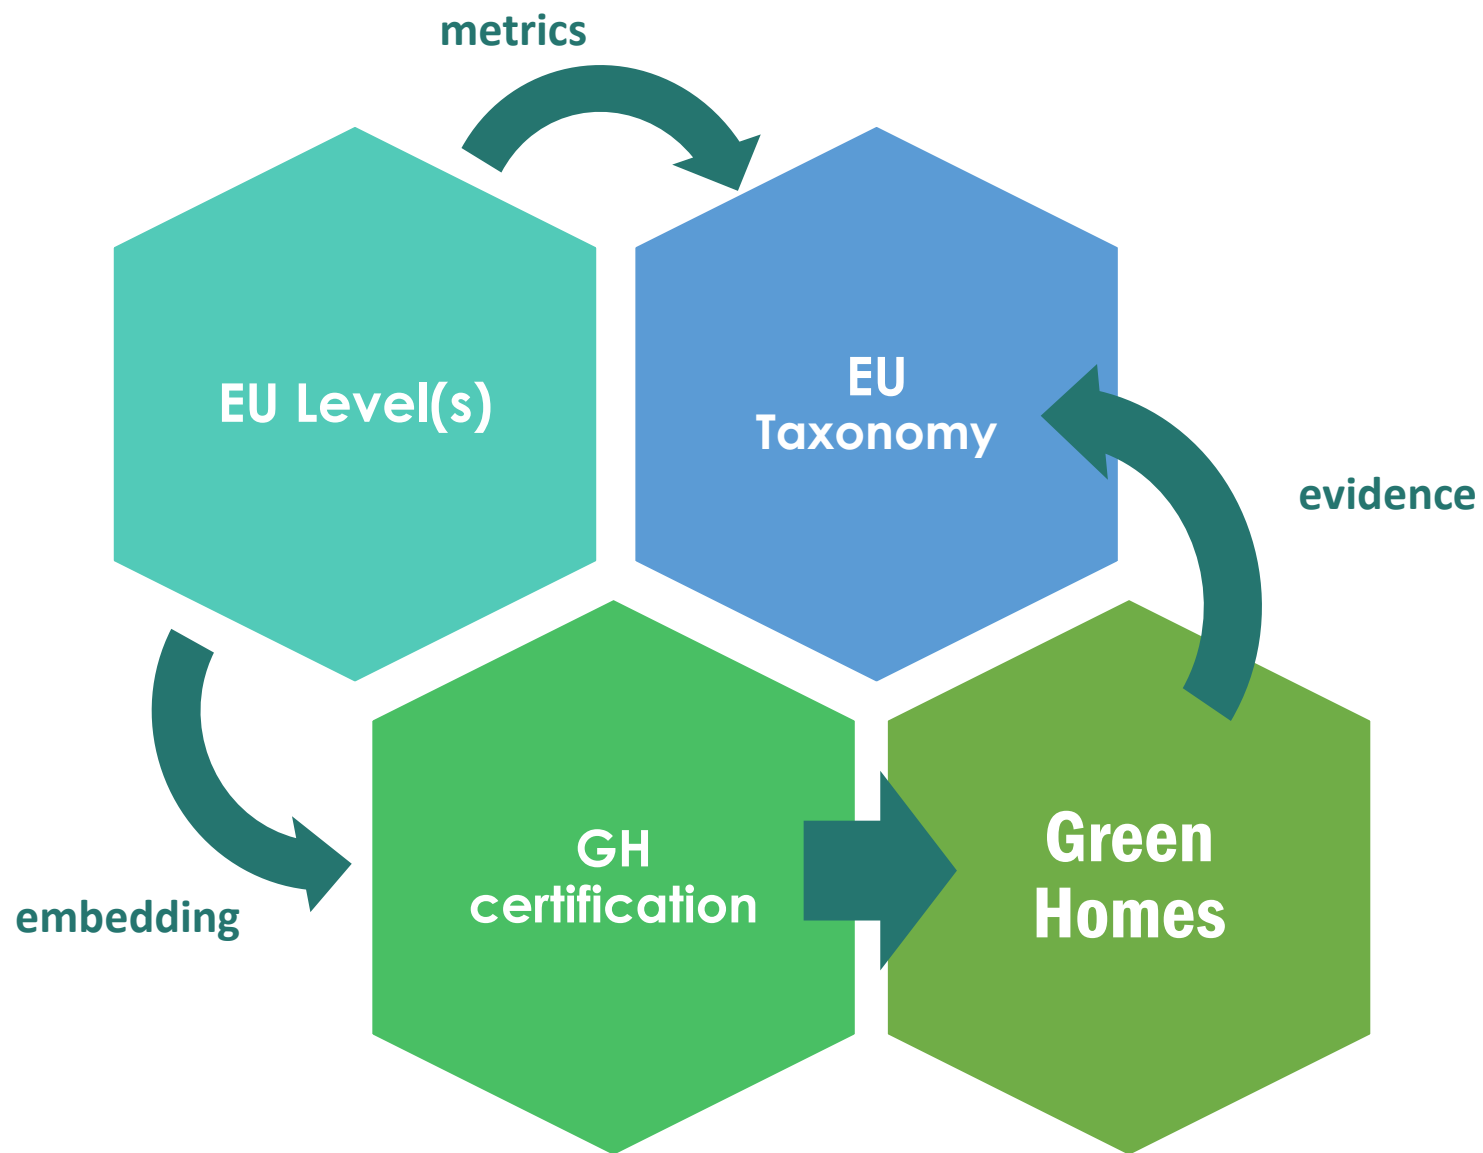 metrics
EU Level(s)
EU
Taxonomy
evidence
embedding
GH
certification
Green
Homes